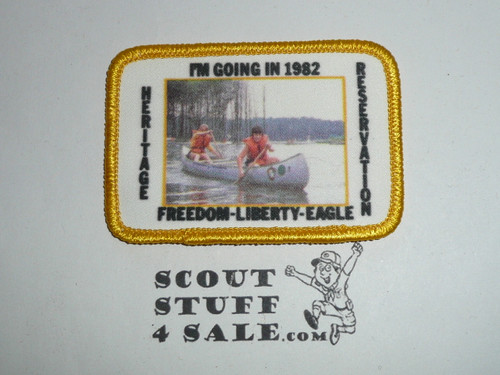 I'M GOING IN 1982
HERITAGE
RESERVATION
FREEDOM-LIBERTY-EAGLE
SCOUT
STUFF
4 SALE.com